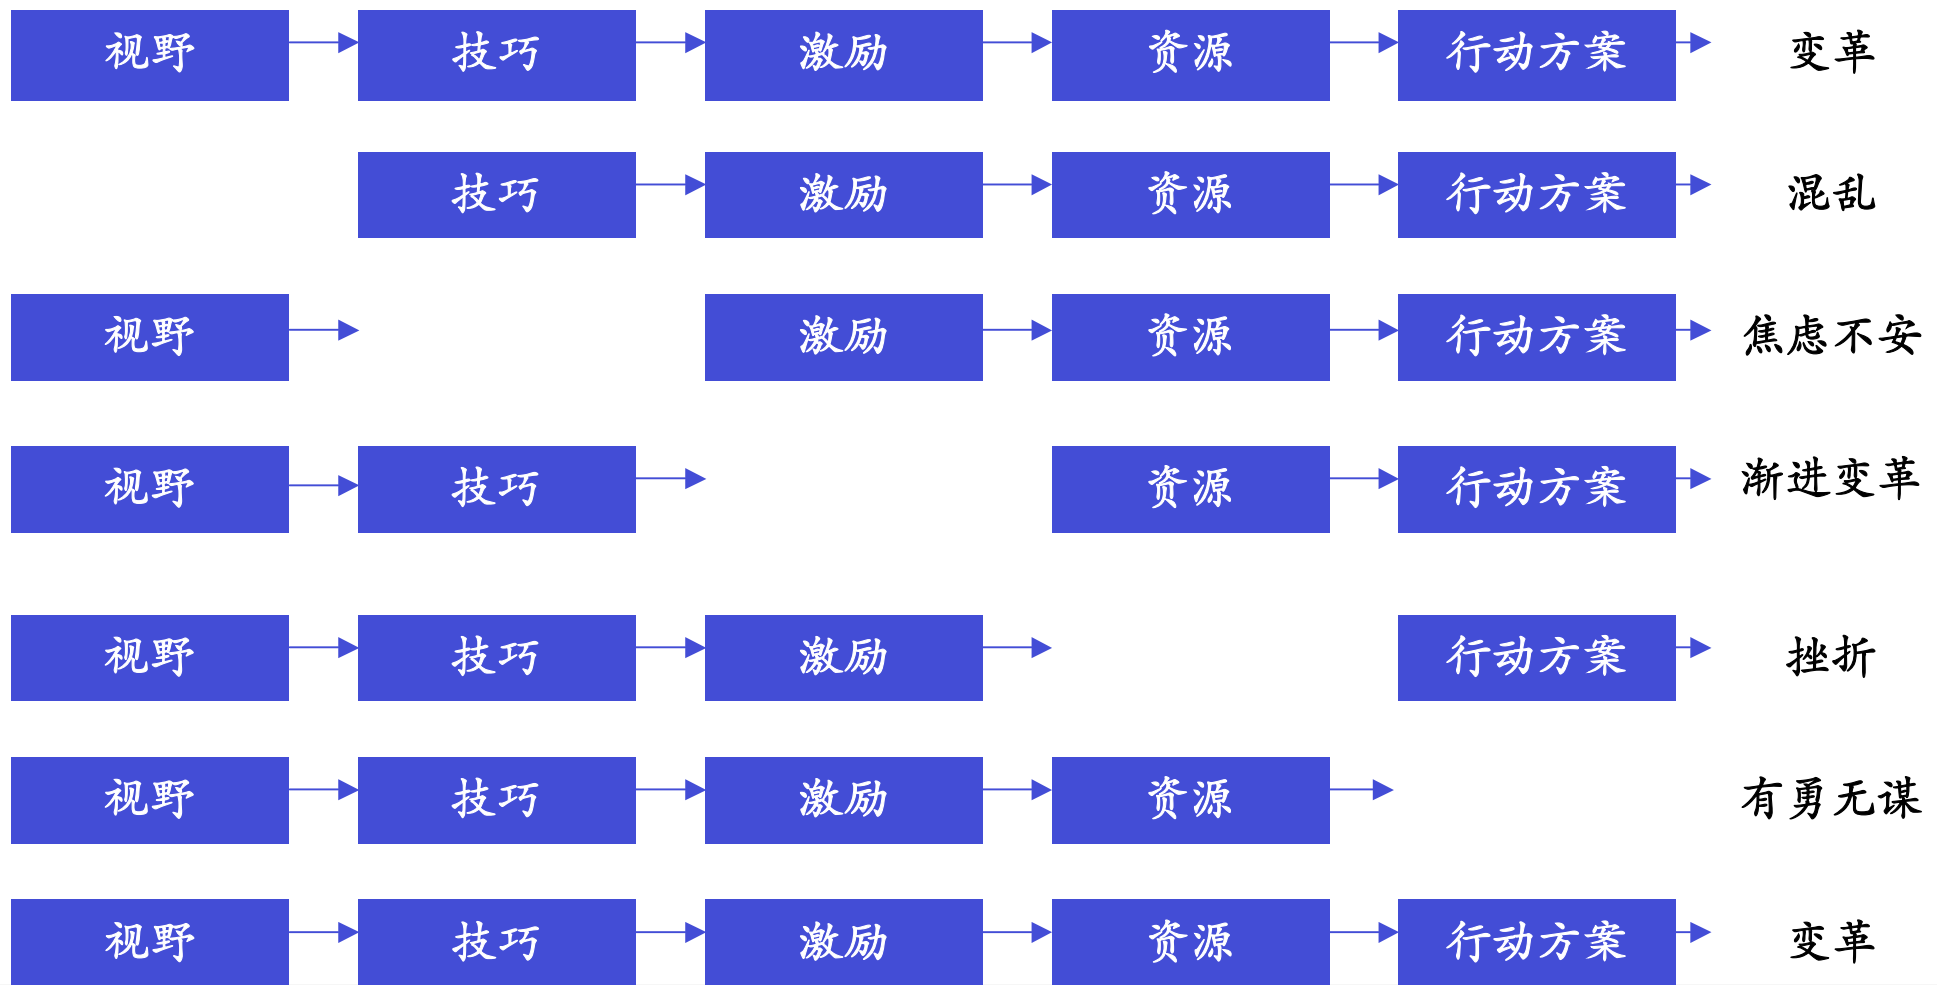 视野 技巧 激励 资源 行动方案 变革
技巧 激励 资源 行动方案 混乱
视野 激励 资源 行动方案 焦虑不安
视野 技巧 资源 行动方案 渐进变革
视野 技巧 激励 行动方案 挫折
视野 技巧 激励 资源 有勇无谋
视野 技巧 激励 资源 行动方案 变革